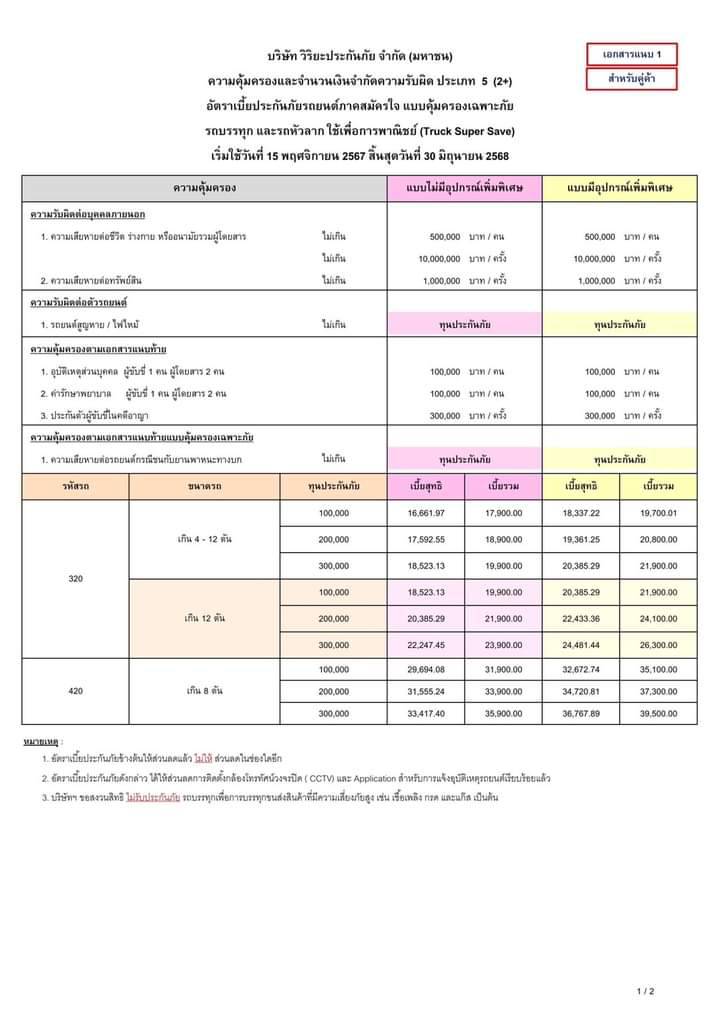 เอกสารแนบ 1
สำหรับคู่ค้า
บริษัท วิริยะประกันภัย จำกัด (มหาชน)
ความคุ้มครองและจำนวนเงินจำกัดความรับผิด ประเภท 5 (2+)
อัตราเบี้ยประกันภัยรถยนต์ภาคสมัครใจ แบบคุ้มครองเฉพาะภัย
รถบรรทุก และรถหัวลาก ใช้เพื่อการพาณิชย์ (Truck Super Save)
เริ่มใช้วันที่ 15 พฤศจิกายน 2567 สิ้นสุดวันที่ 30 มิถุนายน 2568
ความคุ้มครอง แบบไม่มีอุปกรณ์เพิ่มพิเศษ แบบมีอุปกรณ์เพิ่มพิเศษ
ความรับผิดต่อบุคคลภายนอก
1. ความเสียหายต่อชีวิต ร่างกาย หรืออนามัยรวมผู้โดยสาร ไม่เกิน 500,000 บาท / คน 500,000 บาท / คน
ไม่เกิน 10,000,000 บาท / ครั้ง 10,000,000 บาท / ครั้ง
2. ความเสียหายต่อทรัพย์สิน ไม่เกิน 1,000,000 บาท / ครั้ง 1,000,000 บาท / ครั้ง
ความรับผิดต่อตัวรถยนต์
1. รถยนต์สูญหาย / ไฟไหม้ ไม่เกิน ทุนประกันภัย ทุนประกันภัย
ความคุ้มครองตามเอกสารแนบท้าย
1. อุบัติเหตุส่วนบุคคล ผู้ขับขี่ 1 คน ผู้โดยสาร 2 คน 100,000 บาท / คน 100,000 บาท / คน
2. ค่ารักษาพยาบาล ผู้ขับขี่ 1 คน ผู้โดยสาร 2 คน 100,000 บาท / คน 100,000 บาท / คน
3. ประกันตัวผู้ขับขี่ในคดีอาญา 300,000 บาท / ครั้ง 300,000 บาท / ครั้ง
ความคุ้มครองตามเอกสารแนบท้ายแบบคุ้มครองเฉพาะภัย
1. ความเสียหายต่อรถยนต์กรณีชนกับยานพาหนะทางบก ไม่เกิน ทุนประกันภัย ทุนประกันภัย
รหัสรถ ขนาดรถ ทุนประกันภัย เบี้ยสุทธิ เบี้ยรวม เบี้ยสุทธิ เบี้ยรวม
320 เกิน 4 - 12 ตัน 100,000 16,661.97 17,900.00 18,337.22 19,700.01
200,000 17,592.55 18,900.00 19,361.25 20,800.00
300,000 18,523.13 19,900.00 20,385.29 21,900.00
เกิน 12 ตัน 100,000 18,523.13 19,900.00 20,385.29 21,900.00
200,000 20,385.29 21,900.00 22,433.36 24,100.00
300,000 22,247.45 23,900.00 24,481.44 26,300.00
420 เกิน 8 ตัน 100,000 29,694.08 31,900.00 32,672.74 35,100.00
200,000 31,555.24 33,900.00 34,720.81 37,300.00
300,000 33,417.40 35,900.00 36,767.89 39,500.00
หมายเหตุ :
1. อัตราเบี้ยประกันภัยข้างต้นให้ส่วนลดแล้ว ไม่ให้ ส่วนลดในช่องใดอีก
2. อัตราเบี้ยประกันภัยดังกล่าว ได้ให้ส่วนลดการติดตั้งกล้องโทรทัศน์วงจรปิด ( CCTV) และ Application สำหรับการแจ้งอุบัติเหตุรถยนต์เรียบร้อยแล้ว
3. บริษัทฯ ขอสงวนสิทธิ ไม่รับประกันภัย รถบรรทุกเพื่อการบรรทุกขนส่งสินค้าที่มีความเสี่ยงภัยสูง เช่น เชื้อเพลิง กรด และแก๊ส เป็นต้น
1 / 2